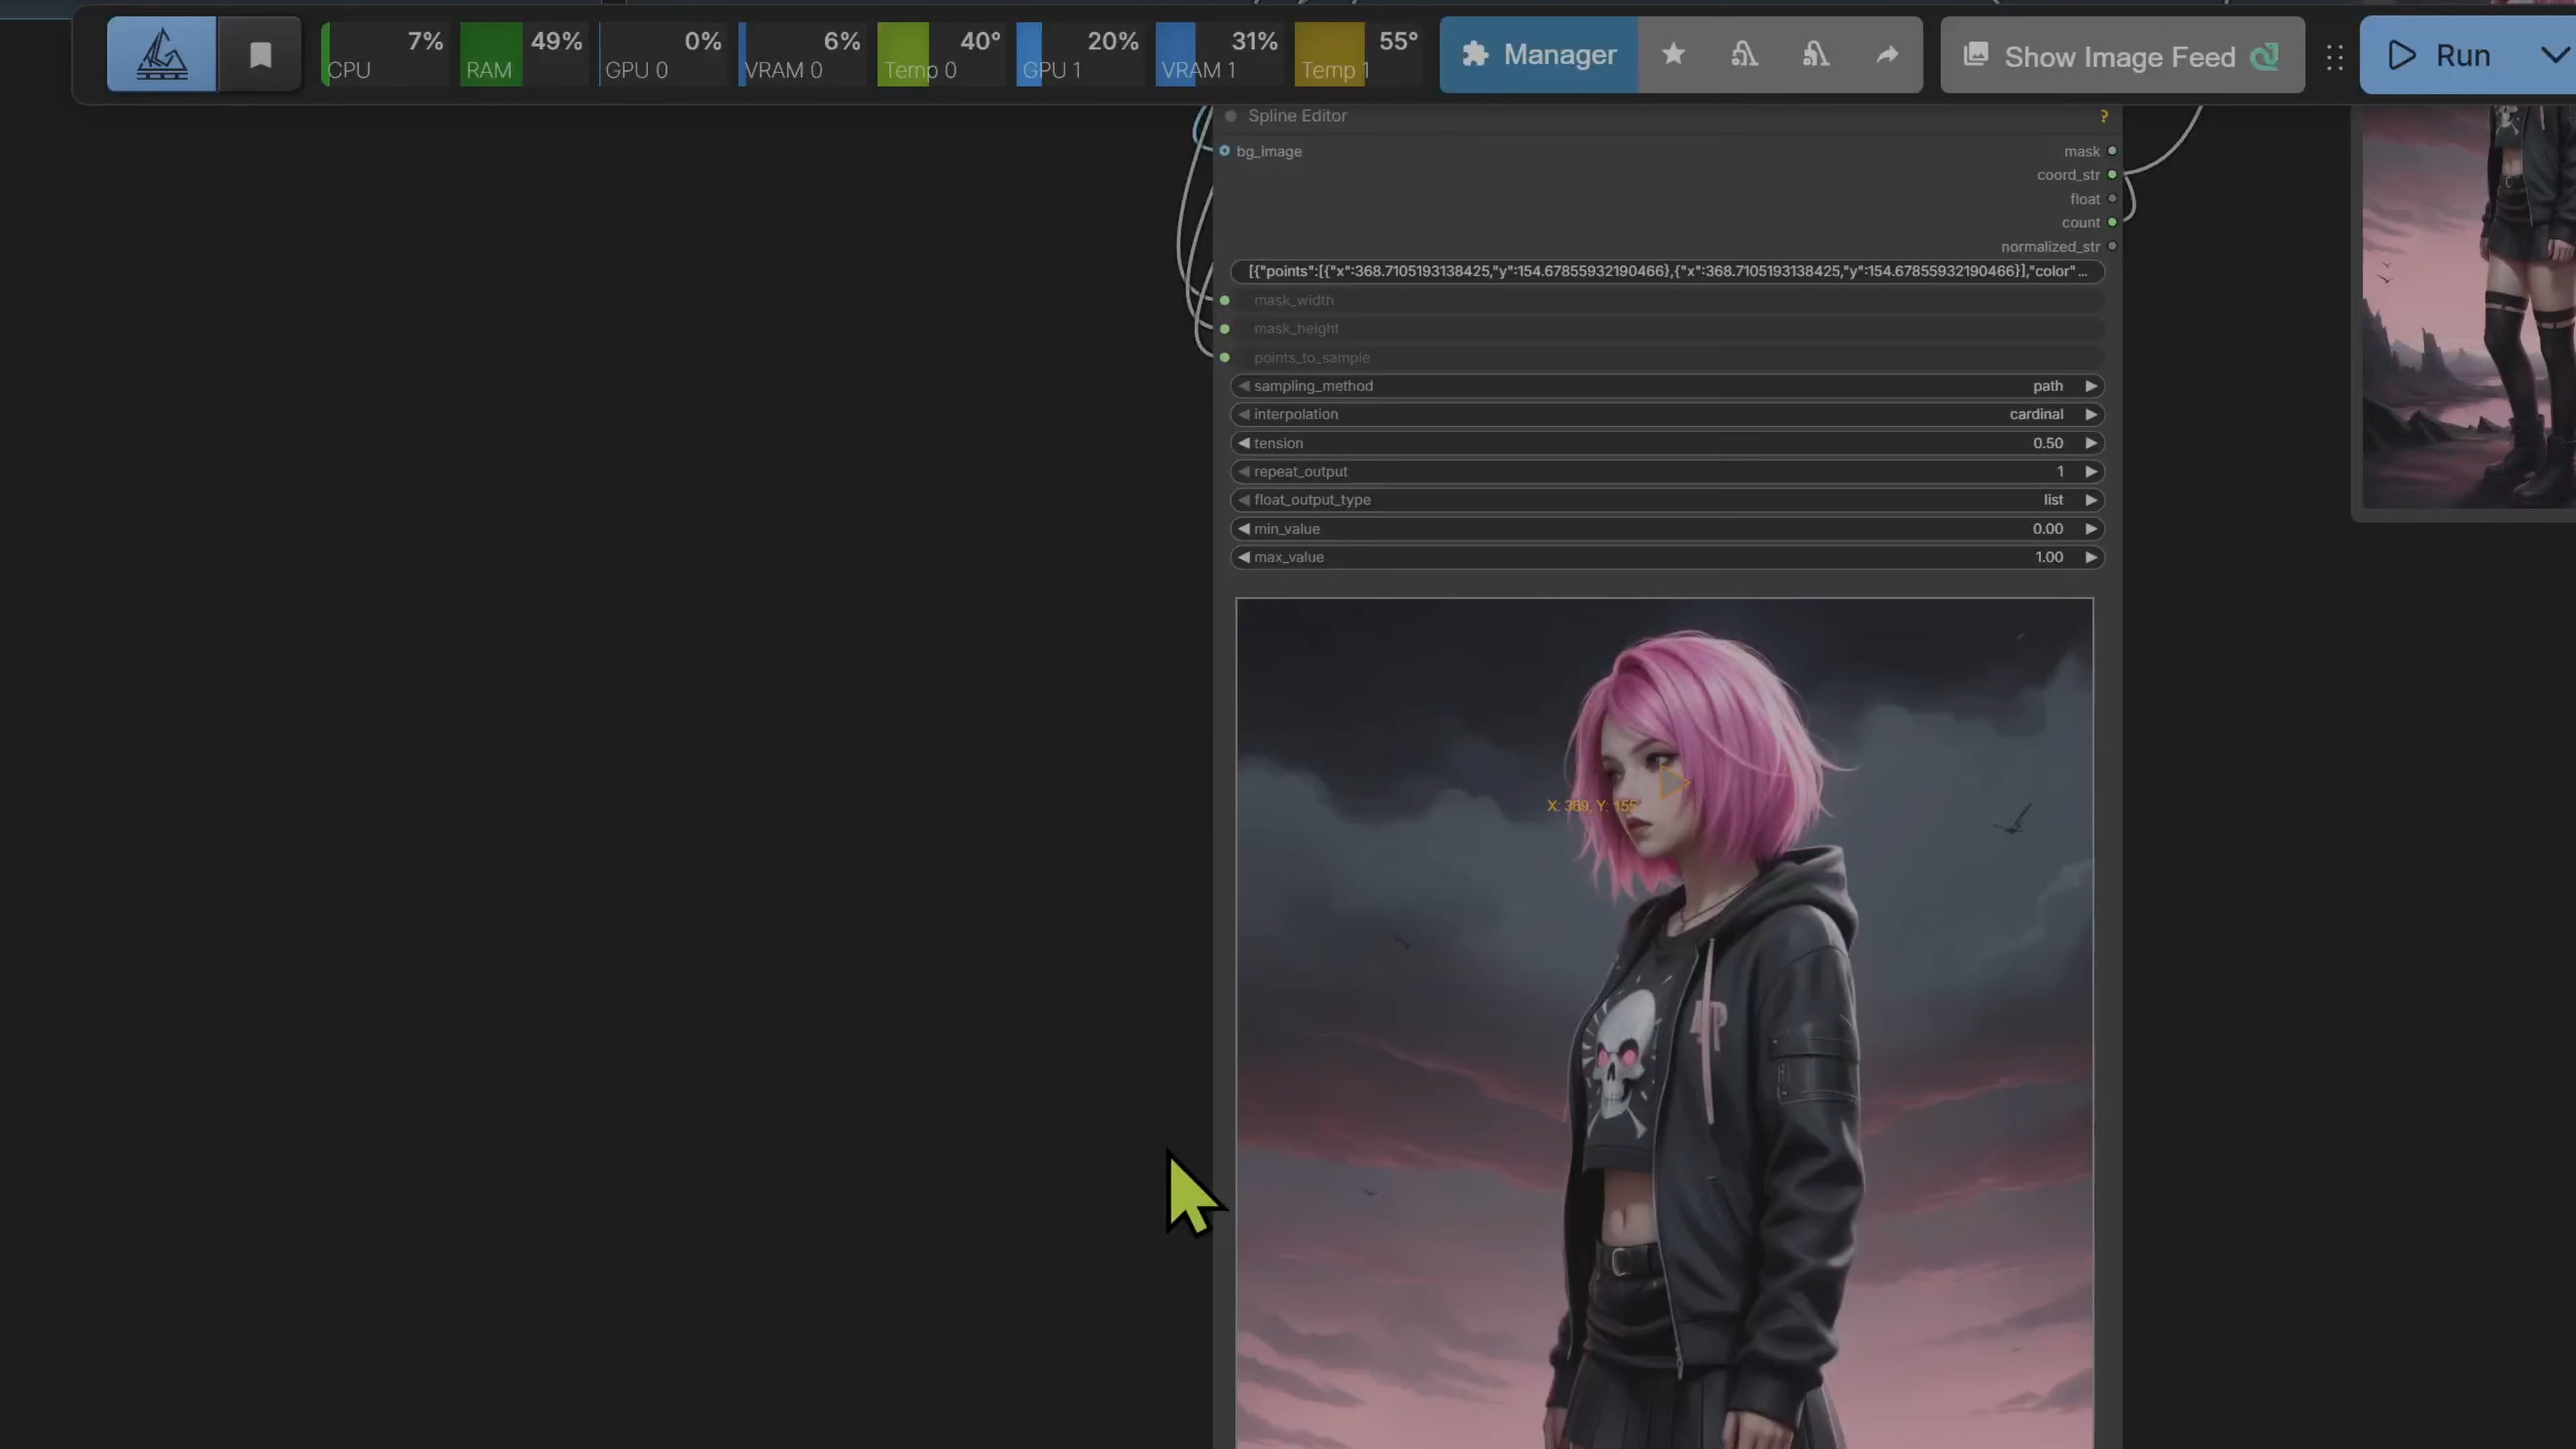 7% 49% 0% 6% 40° 20% 31% 55°
CPU RAM GPU 0 VRAM 0 Temp 0 GPU 1 VRAM 1 Temp 1
Manager Show Image Feed Run
Spline Editor ?
bg_image mask
coord_str
float
count
normalized_str
[{"points":[{"x":368.7105193138425,"y":154.67855932190466},{"x":368.7105193138425,"y":154.67855932190466}],"color"...
mask_width
mask_height
points_to_sample
sampling_method path
interpolation cardinal
tension 0.50
repeat_output 1
float_output_type list
min_value 0.00
max_value 1.00
X: 369, Y: 155